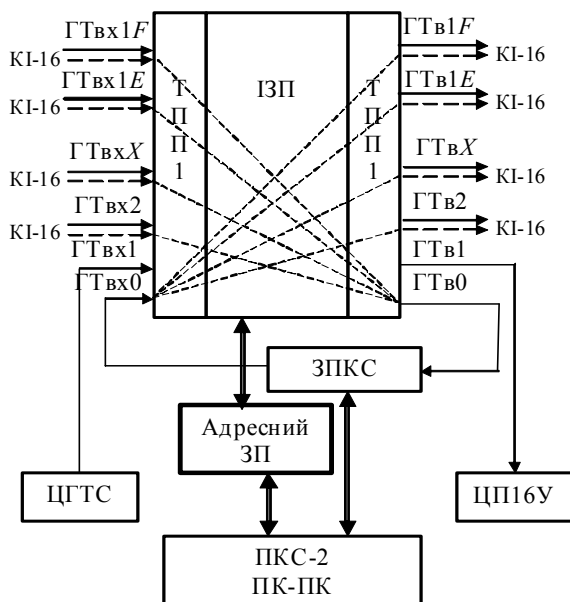 ГТвх1F
КІ-16
ГТвх1E
КІ-16
ГТвхX
КІ-16
ГТвх2
КІ-16
ГТвх1
ГТвх0
Т
П
П
1
ІЗП
Т
П
П
1
ГТв1F
КІ-16
ГТв1E
КІ-16
ГТвX
КІ-16
ГТв2
КІ-16
ГТв1
ГТв0
ЗПКС
Адресний
ЗП
ЦГТС
ЦП16У
ПКС-2
ПК-ПК